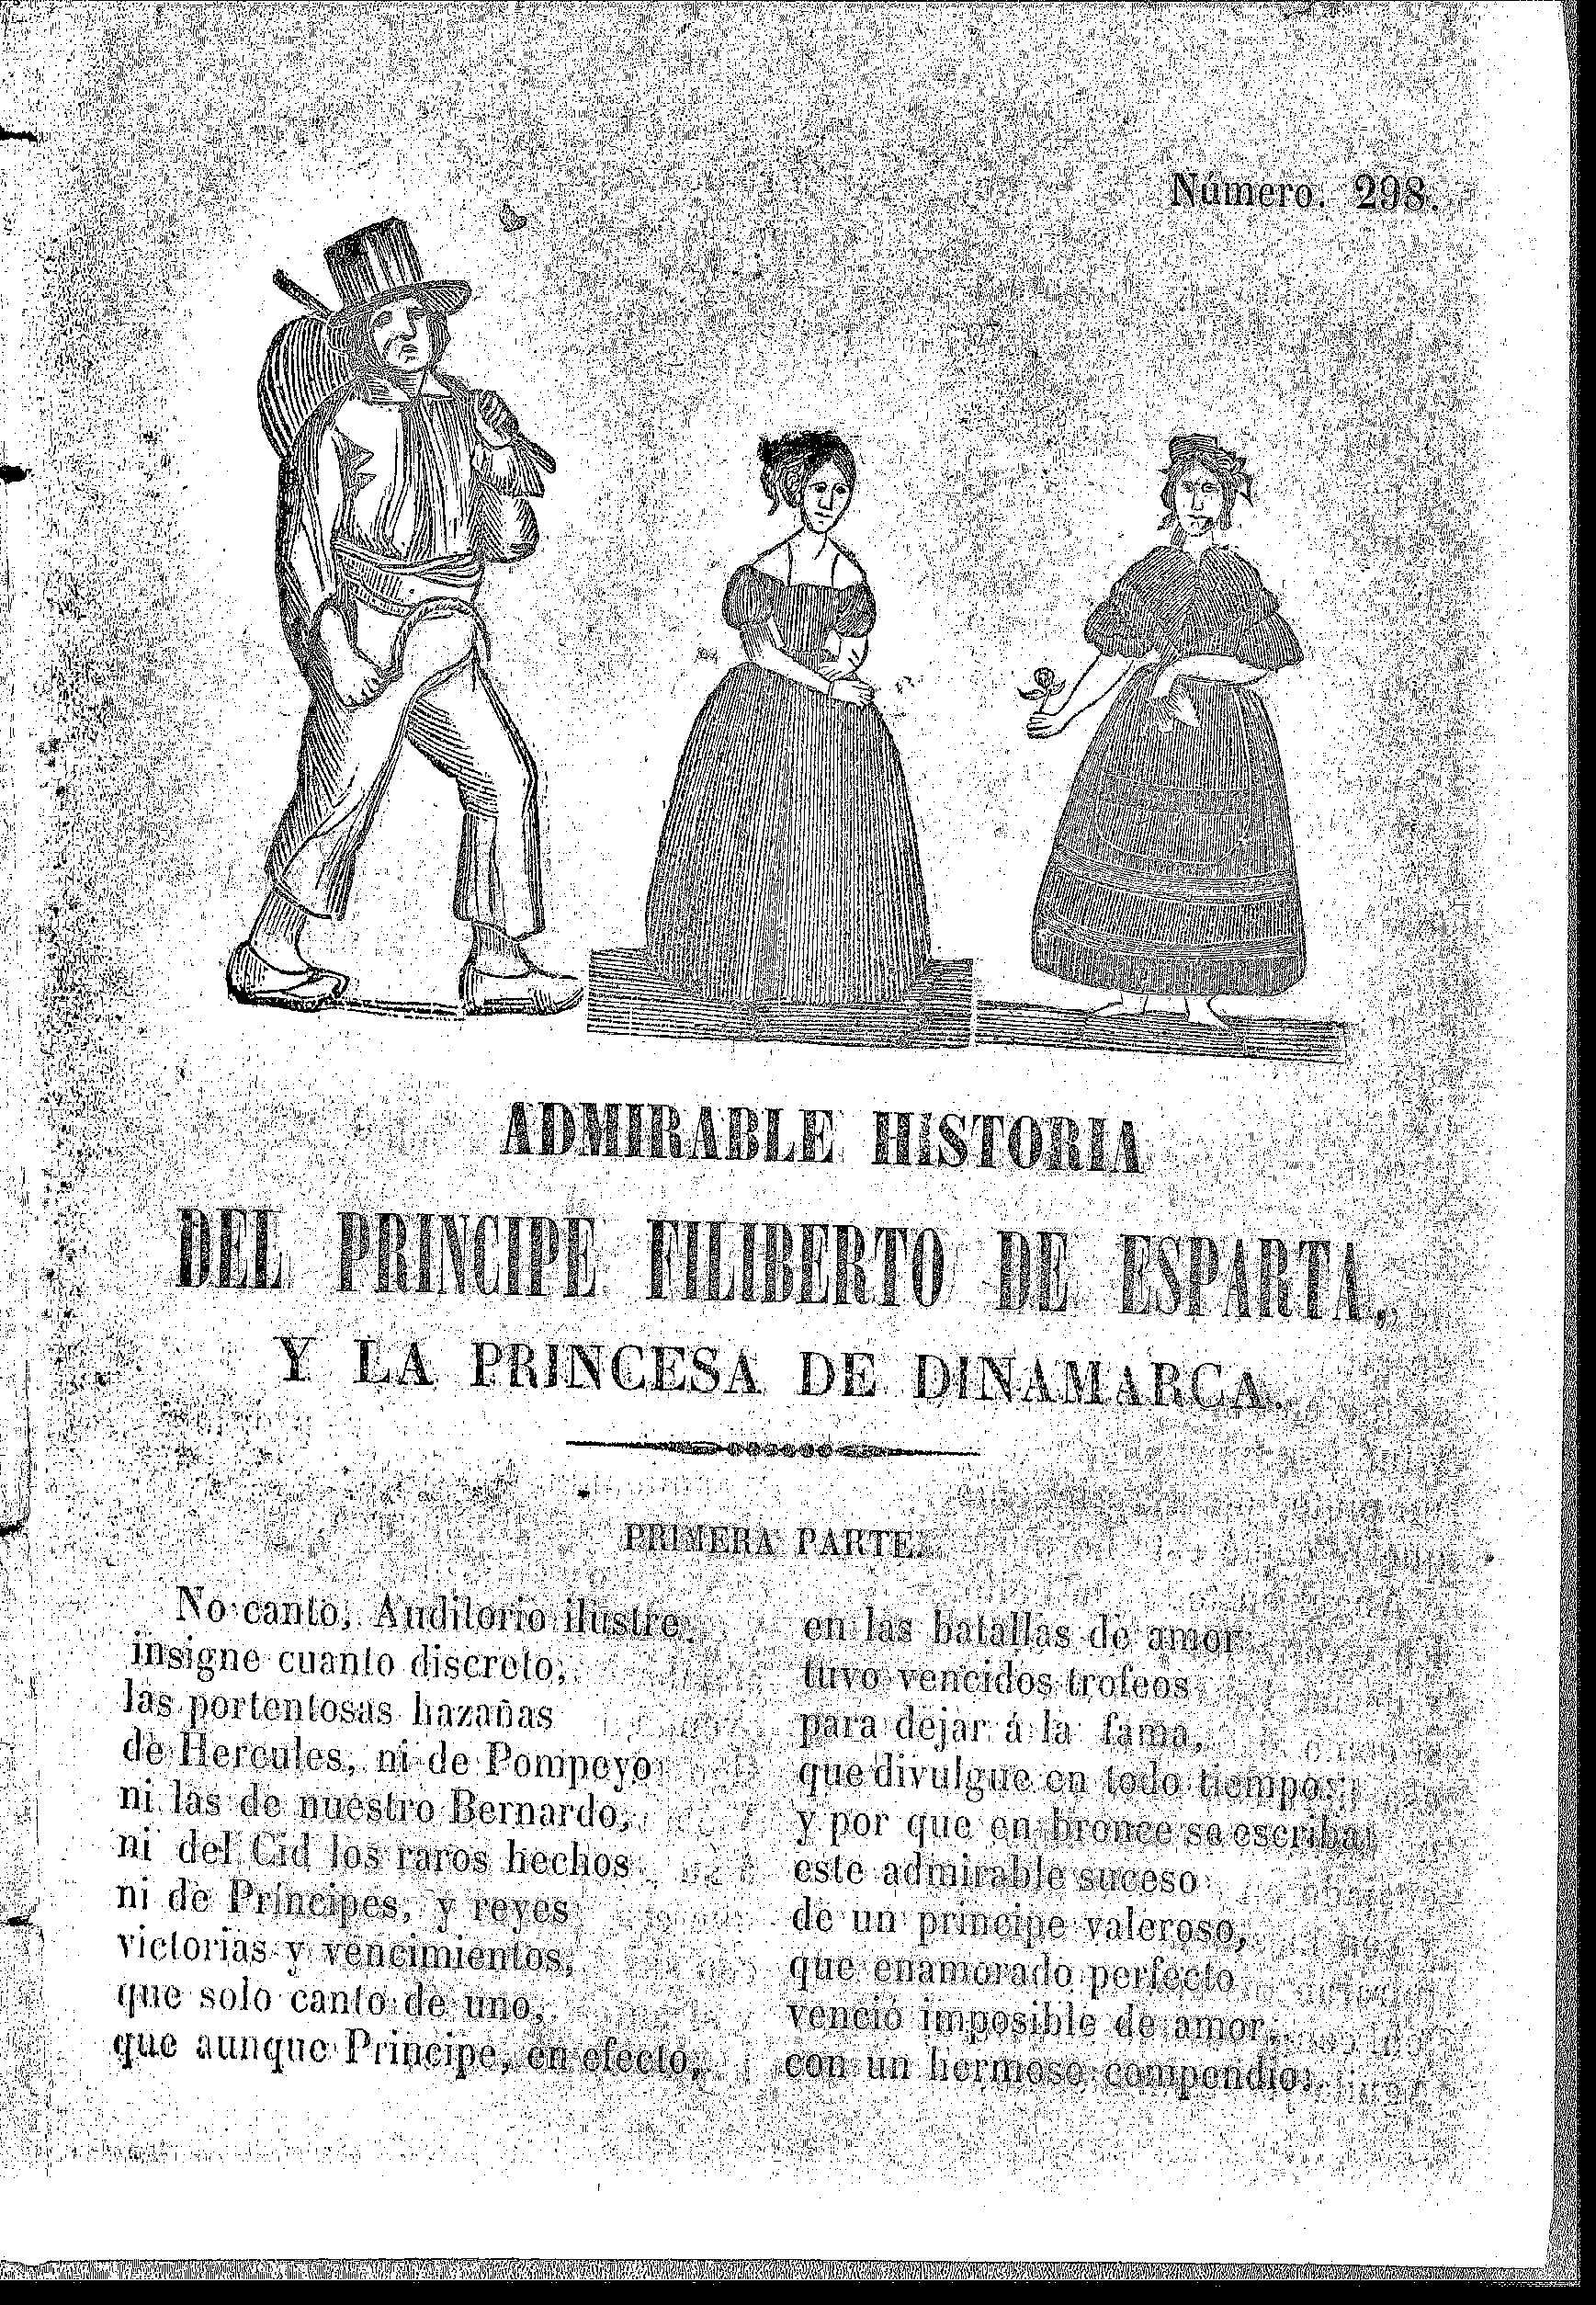 Número. 298.
ADMIRABLE HISTORIA
DEL PRINCIPE FILIBERTO DE ESPARTA,
Y LA PRINCESA DE DINAMARCA.
PRIMERA PARTE.
No canto, Auditorio ilustre,
insigne cuanto discreto,
las portentosas hazañas
de Hercules, ni de Pompeyo
ni las de nuestro Bernardo,
ni del Cid los raros hechos
ni de Príncipes, y reyes
victorias y vencimientos,
que solo canto de uno,
que aunque Principe, en efecto,
en las batallas de amor
tuvo vencidos trofeos
para dejar á la fama,
que divulgue en todo tiempo:
y por que en bronce se escriba
este admirable suceso
de un principe valeroso,
que enamorado perfecto
venció imposible de amor,
con un hermoso compendio: